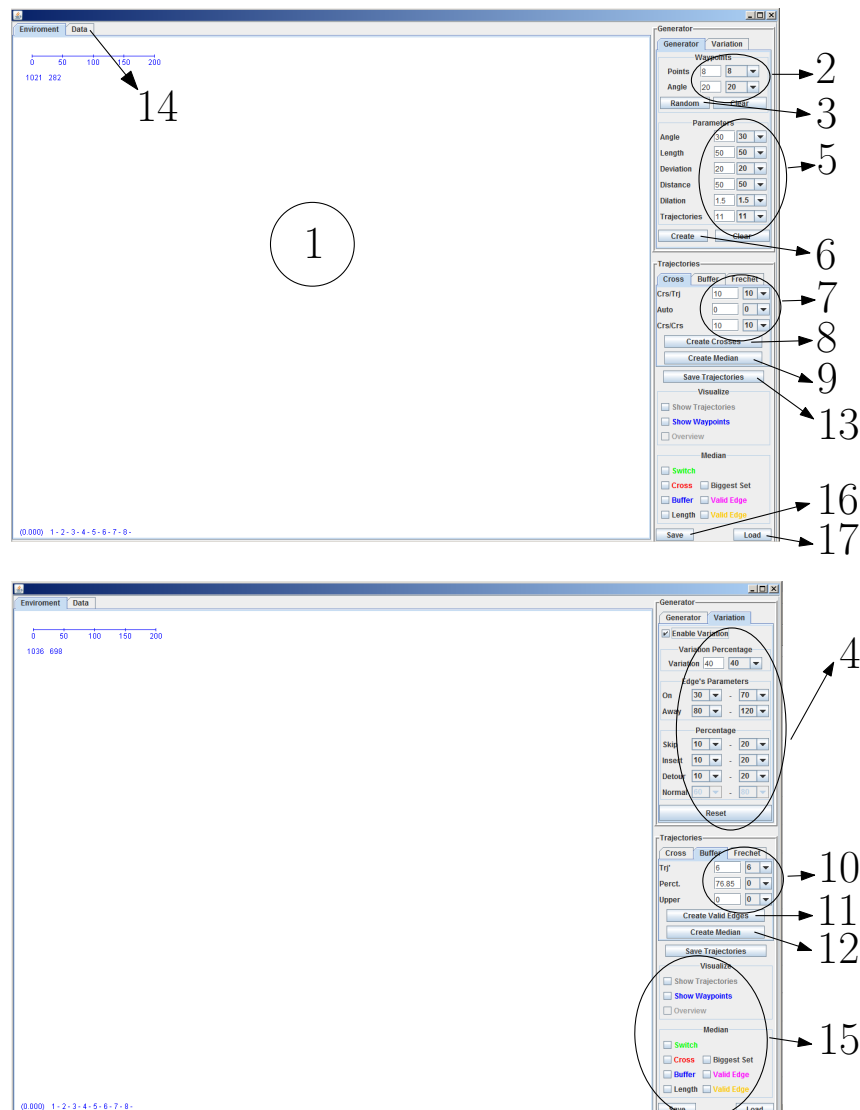 Enviroment Data
0 50 100 150 200
1021 282
14
1
(0.000) 1 - 2 - 3 - 4 - 5 - 6 - 7 - 8 -
Generator
Generator Variation
Waypoints
Points 8 8
Angle 20 20
2
Random Clear
3
Parameters
Angle 30 30
Length 50 50
Deviation 20 20
Distance 50 50
Dilation 1.5 1.5
Trajectories 11 11
5
Create Clear
6
Trajectories
Cross Buffer Frechet
Crs/Trj 10 10
Auto 0 0
Crs/Crs 10 10
7
Create Crosses
8
Create Median
9
Save Trajectories
13
Visualize
Show Trajectories
Show Waypoints
Overview
Median
Switch
Cross Biggest Set
Buffer Valid Edge
Length Valid Edge
Save Load
16
17
Enviroment Data
0 50 100 150 200
1036 698
(0.000) 1 - 2 - 3 - 4 - 5 - 6 - 7 - 8 -
Generator
Generator Variation
Enable Variation
Variation Percentage
Variation 40 40
Edge's Parameters
On 30 - 70
Away 80 - 120
Percentage
Skip 10 - 20
Insert 10 - 20
Detour 10 - 20
Normal -
Reset
4
Trajectories
Cross Buffer Frechet
Trj' 6 6
Perct. 76.85 0
Upper 0 0
10
Create Valid Edges
11
Create Median
12
Save Trajectories
Visualize
Show Trajectories
Show Waypoints
Overview
Median
Switch
Cross Biggest Set
Buffer Valid Edge
Length Valid Edge
15
Save Load